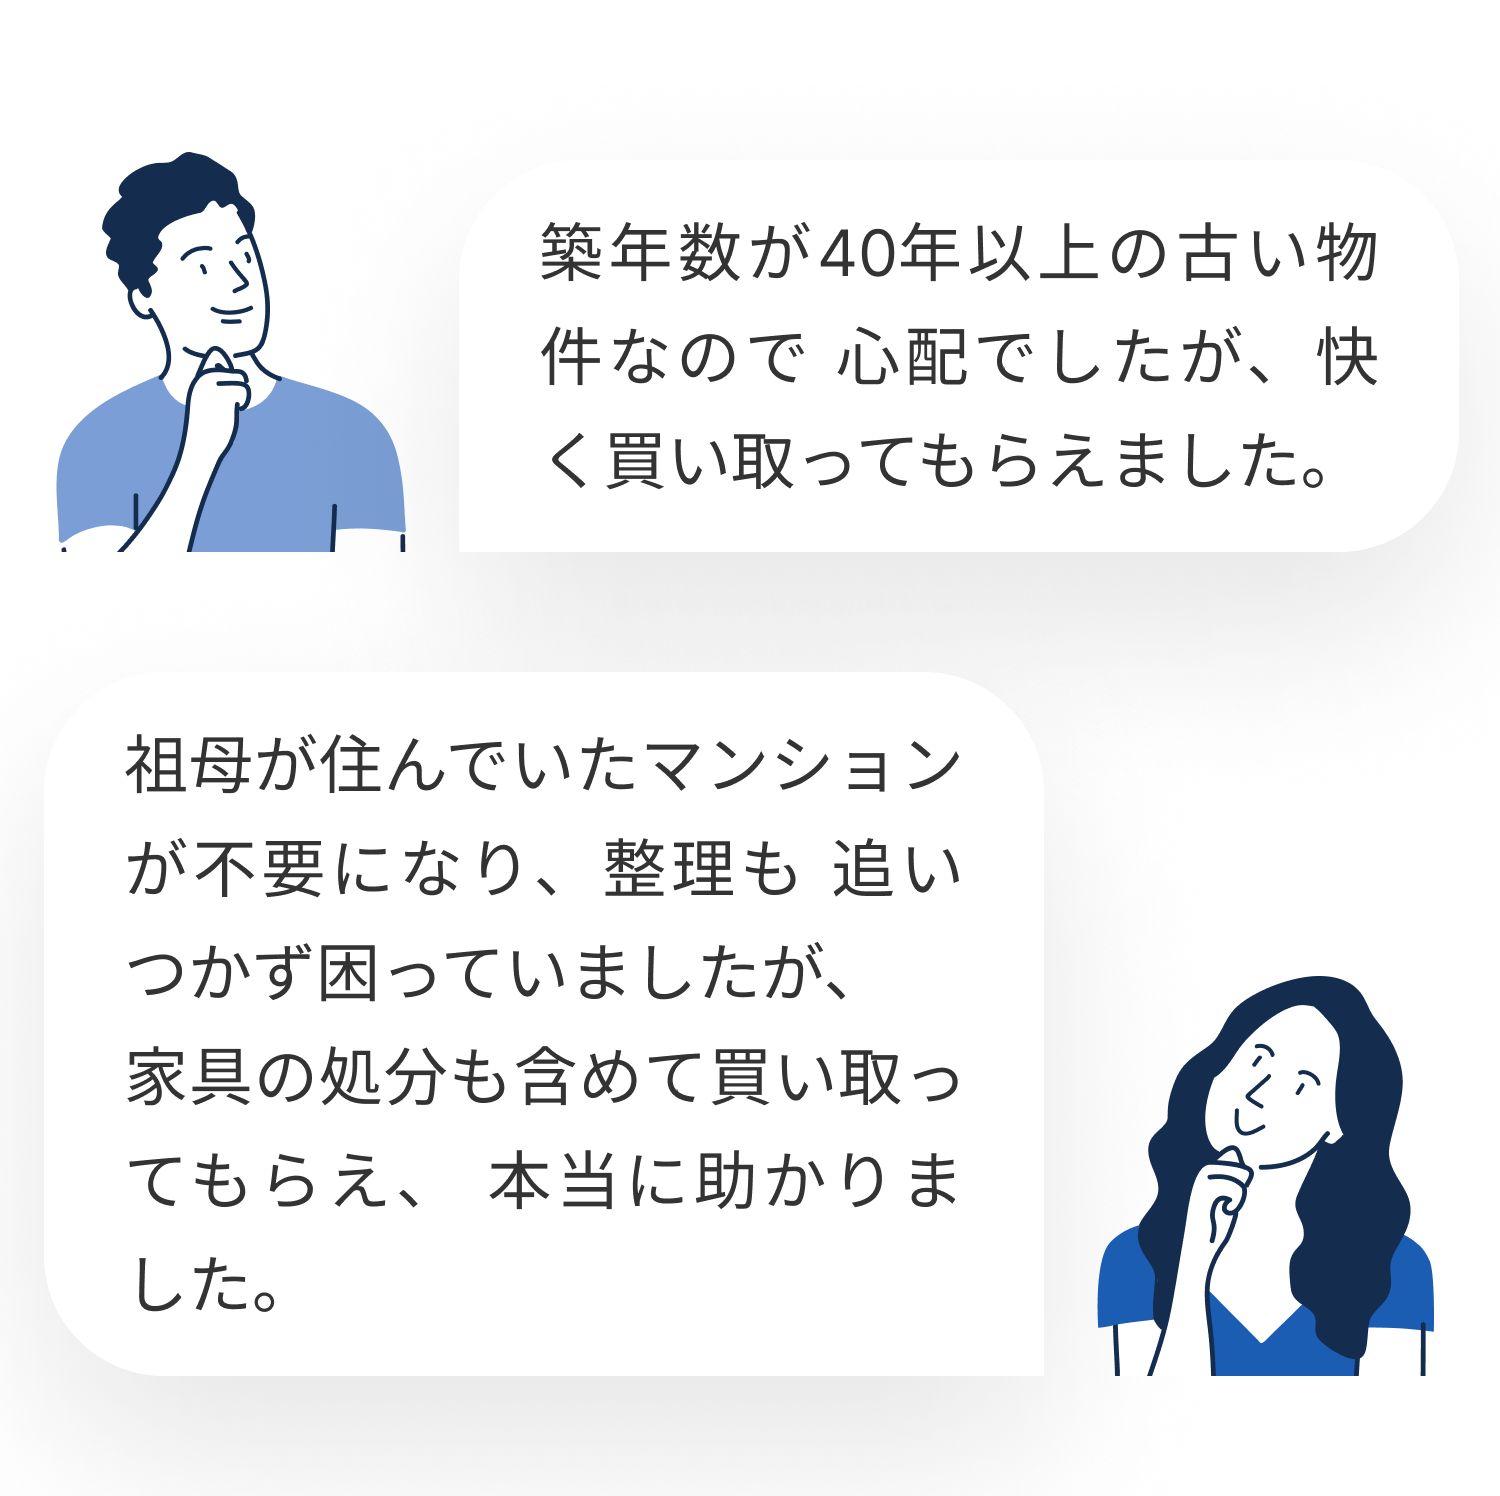 築年数が40年以上の古い物
件なので 心配でしたが、快
く買い取ってもらえました。
祖母が住んでいたマンション
が不要になり、整理も 追い
つかず困っていましたが、
家具の処分も含めて買い取っ
てもらえ、 本当に助かりま
した。